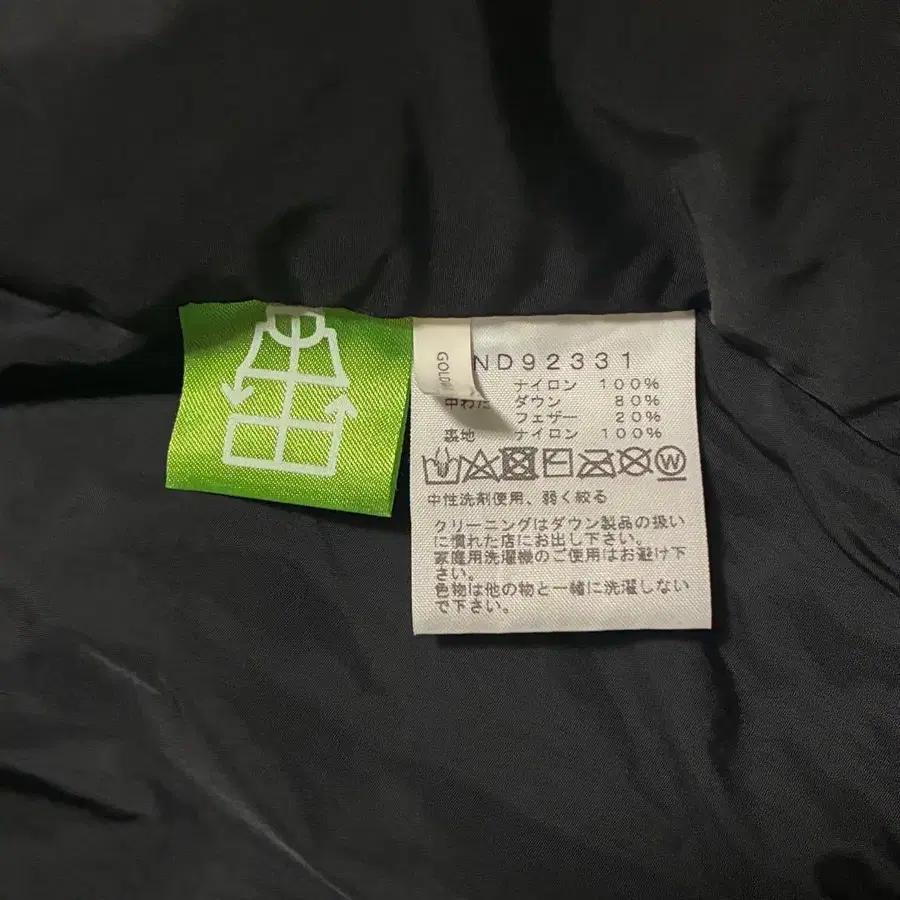 ND92331
ナイロン 100%
中わた ダウン 80%
フェザー 20%
裏地 ナイロン 100%
W
中性洗剤使用、弱く絞る
クリーニングはダウン製品の扱い
に慣れた店にお出し下さい。
家庭用洗濯機のご使用はお避け下
さい。
色物は他の物と一緒に洗濯しない
で下さい。